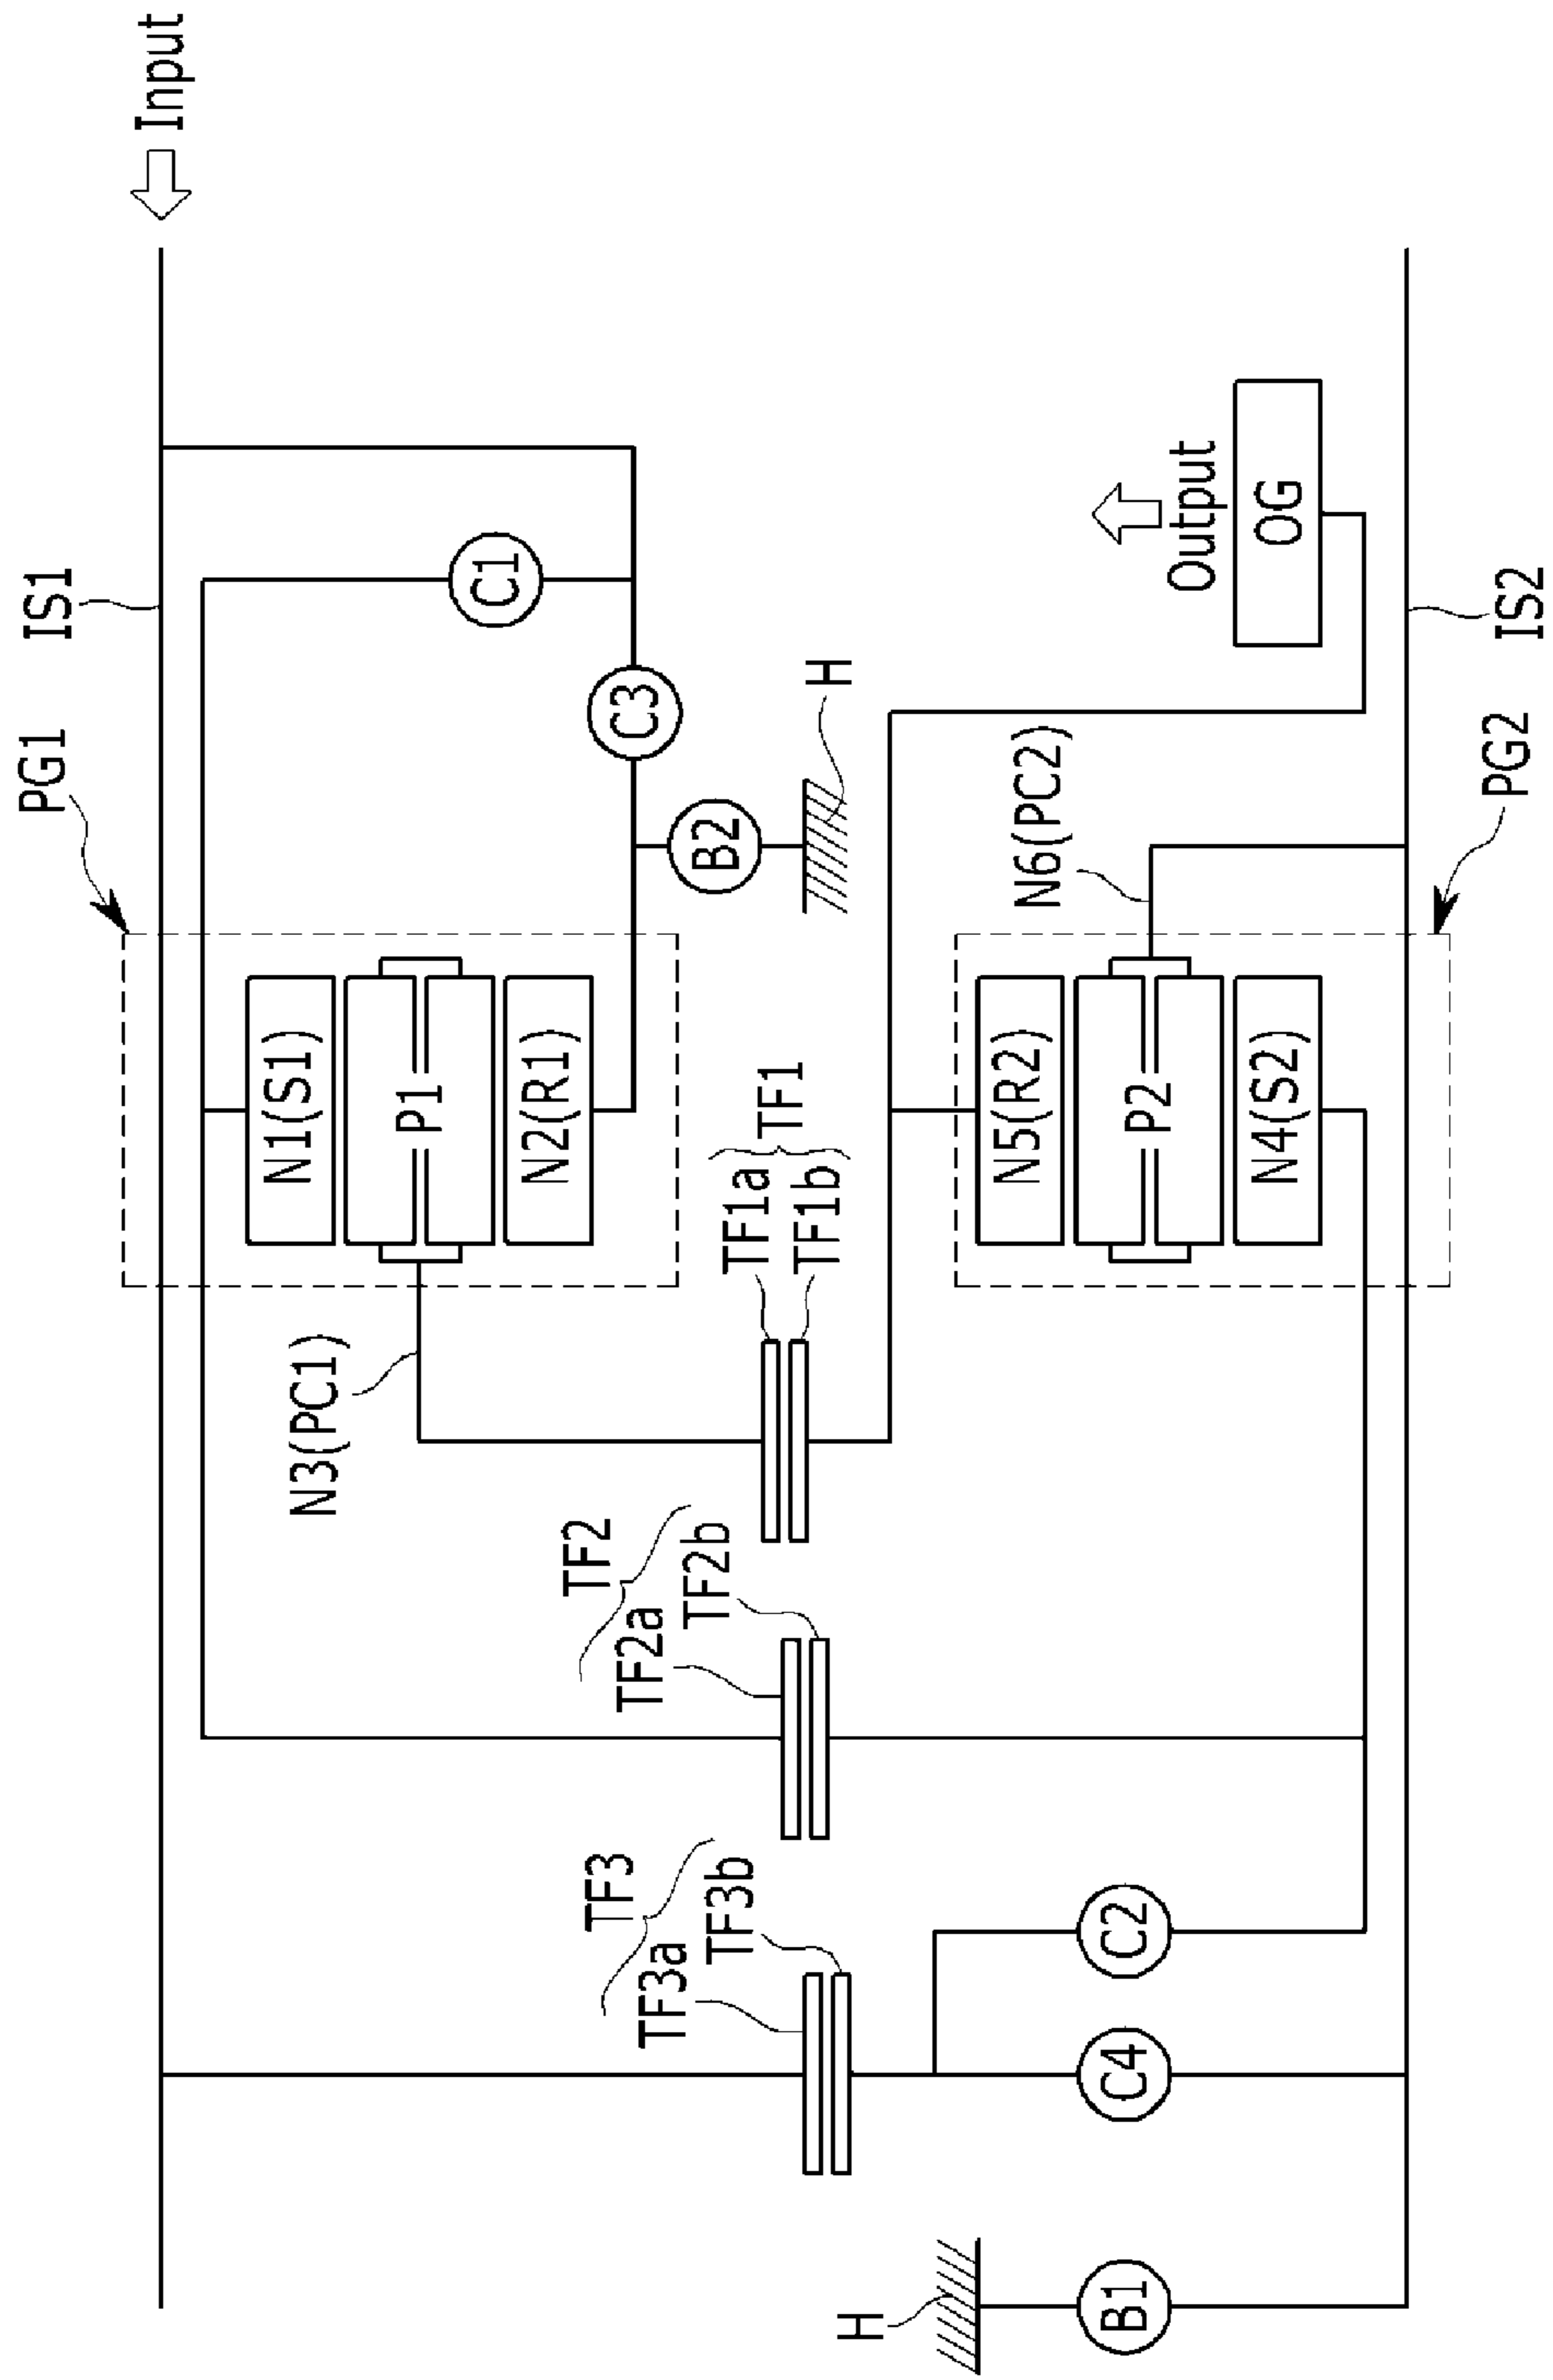 PG1
IS1
Input
N1(S1)
P1
N2(R1)
C1
C3
B2
H
N3(PC1)
TF1
TF1a
TF1b
TF2
TF2a
TF2b
TF3
TF3a
TF3b
H
B1
C4
C2
N5(R2)
P2
N4(S2)
N6(PC2)
Output
OG
PG2
IS2